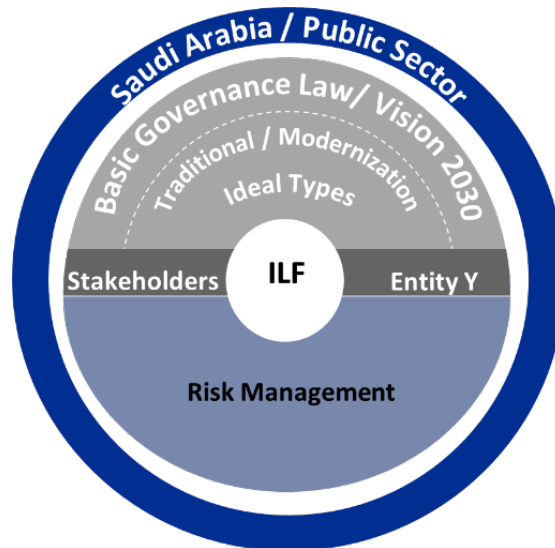 Saudi Arabia / Public Sector
Basic Governance Law/ Vision 2030
Traditional / Modernization
Ideal Types
ILF
Stakeholders
Entity Y
Risk Management